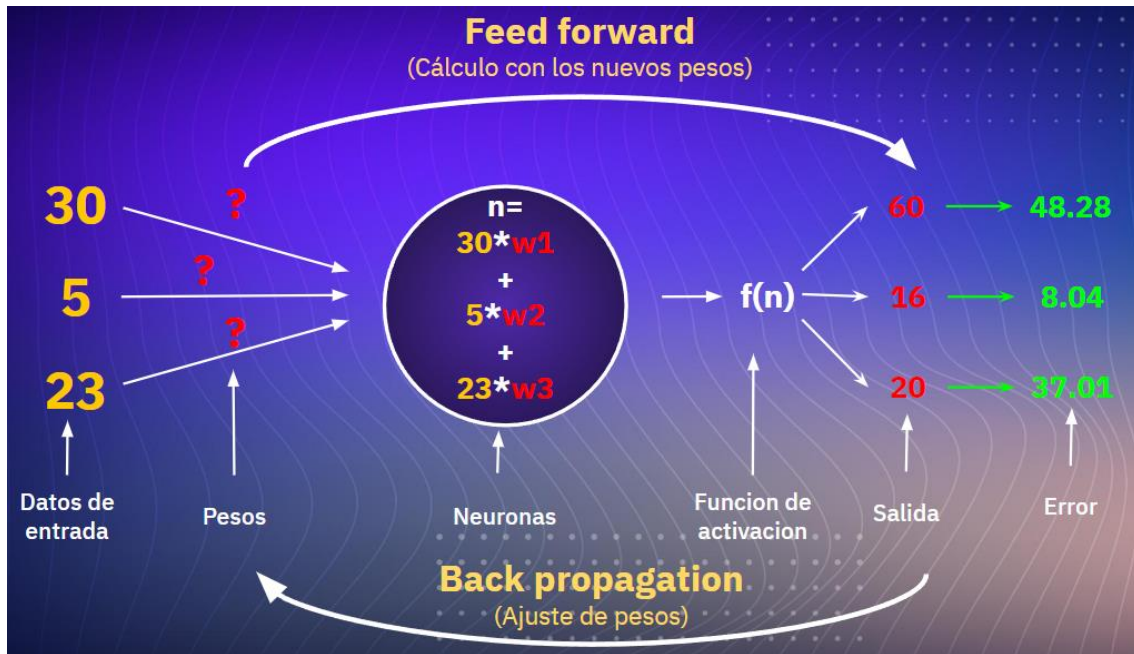 Feed forward
(Cálculo con los nuevos pesos)
30
?
5
?
23
?
n=
30*w1
+
5*w2
+
23*w3
f(n)
60
48.28
16
8.04
20
37.01
Datos de
entrada
Pesos
Neuronas
Funcion de
activacion
Salida
Error
Back propagation
(Ajuste de pesos)